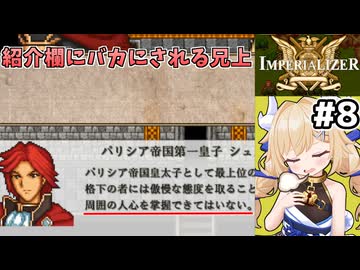 紹介欄にバカにされる兄上
IMPERIALIZER
#8
パリシア帝国第一皇子 シュ
パリシア帝国皇太子として最上位の
格下の者には傲慢な態度を取ること
周囲の人心を掌握できてはいない。